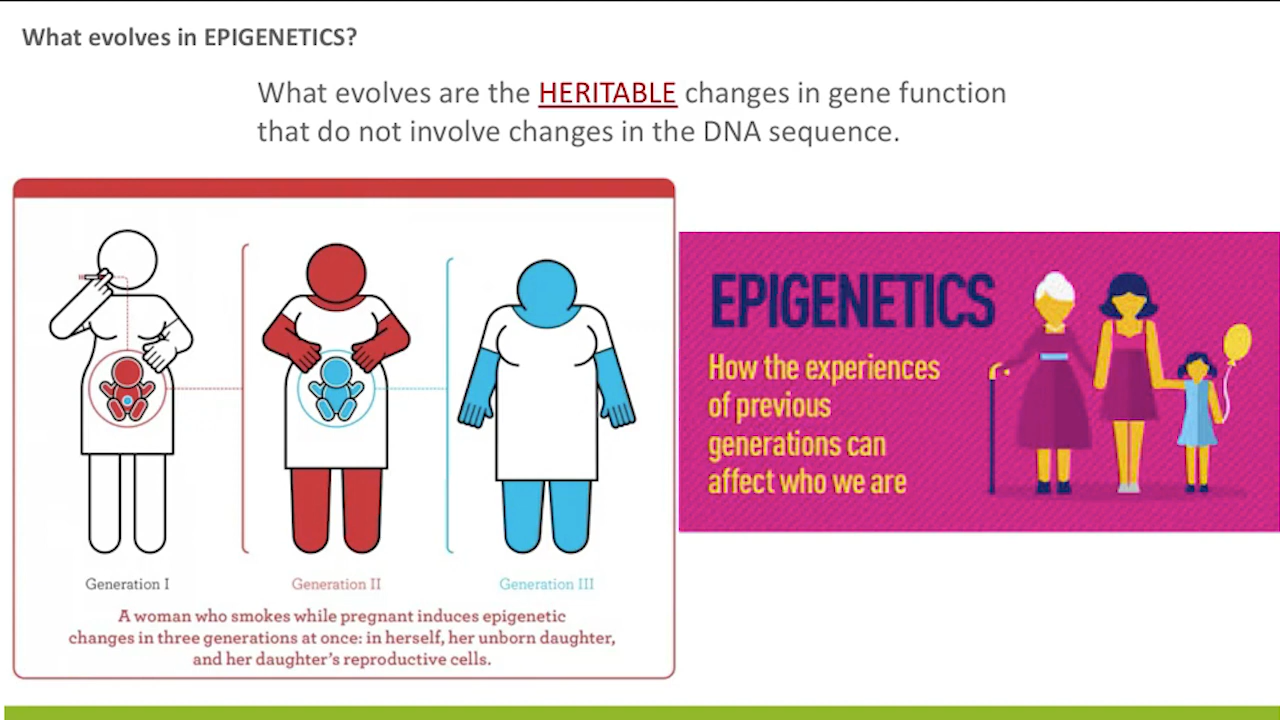 What evolves in EPIGENETICS?
What evolves are the HERITABLE changes in gene function
that do not involve changes in the DNA sequence.
Generation I
Generation II
Generation III
A woman who smokes while pregnant induces epigenetic
changes in three generations at once: in herself, her unborn daughter,
and her daughter's reproductive cells.
EPIGENETICS
How the experiences
of previous
generations can
affect who we are